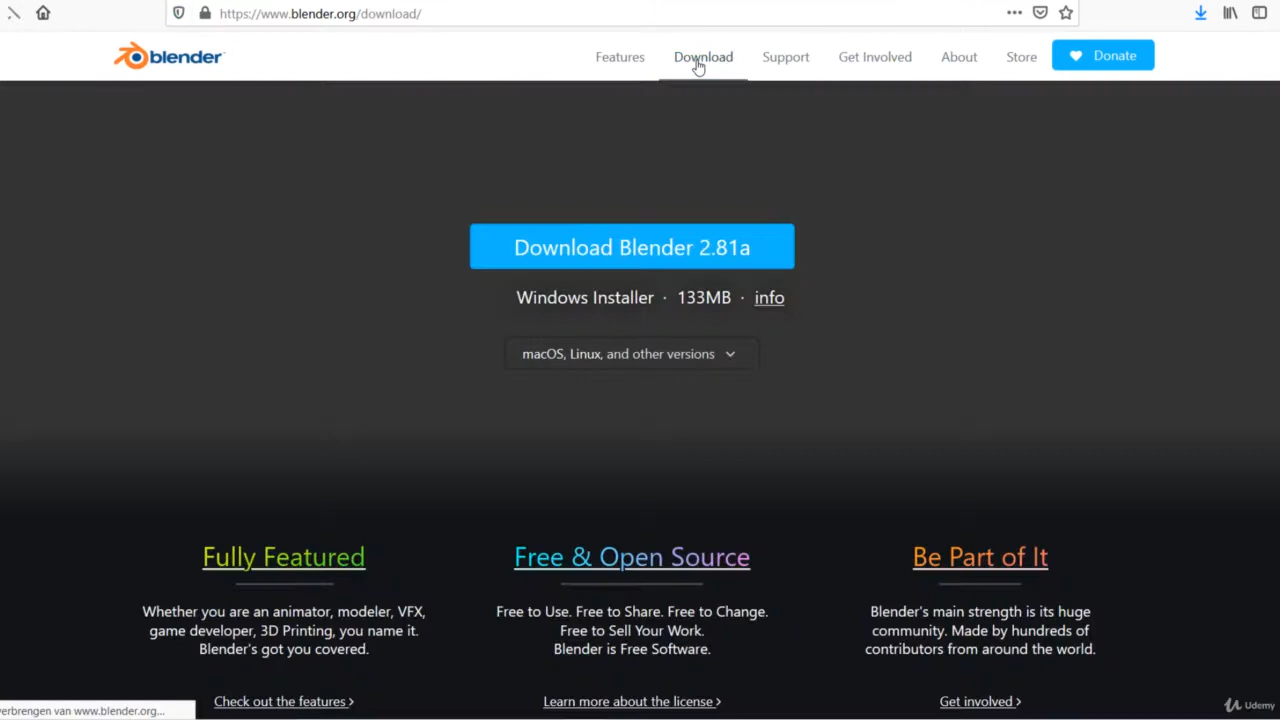 https://www.blender.org/download/
blender
Features
Download
Support
Get Involved
About
Store
Donate
Download Blender 2.81a
Windows Installer · 133MB · info
macOS, Linux, and other versions
Fully Featured
Whether you are an animator, modeler, VFX,
game developer, 3D Printing, you name it.
Blender's got you covered.
Check out the features
Free & Open Source
Free to Use. Free to Share. Free to Change.
Free to Sell Your Work.
Blender is Free Software.
Learn more about the license
Be Part of It
Blender's main strength is its huge
community. Made by hundreds of
contributors from around the world.
Get involved
verbrengen van www.blender.org...
Udemy